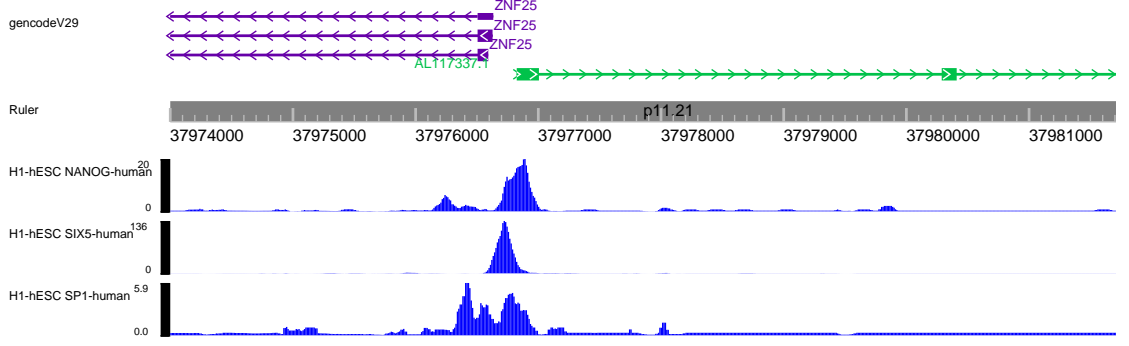 ZNF25
gencodeV29
ZNF25
ZNF25
AL117337.1
Ruler
p11.21
37974000 37975000 37976000 37977000 37978000 37979000 37980000 37981000
20
H1-hESC NANOG-human
0
136
H1-hESC SIX5-human
0
5.9
H1-hESC SP1-human
0.0